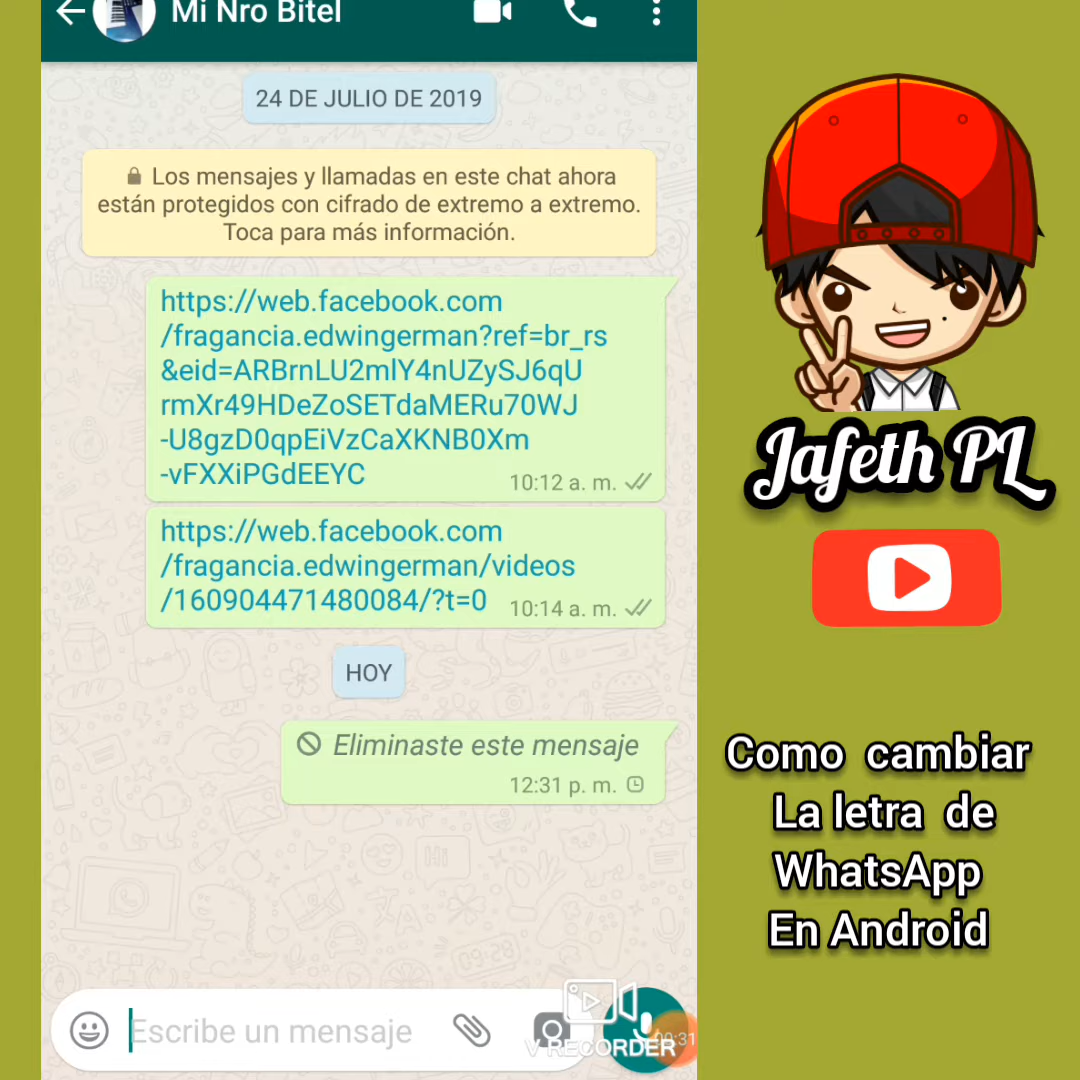 Mi Nro Bitel
24 DE JULIO DE 2019
Los mensajes y llamadas en este chat ahora
están protegidos con cifrado de extremo a extremo.
Toca para más información.
https://web.facebook.com
/fragancia.edwingerman?ref=br_rs
&eid=ARBrnLU2mlY4nUZySJ6qU
rmXr49HDeZoSETdaMERu70WJ
-U8gzD0qpEiVzCaXKNB0Xm
-vFXXiPGdEEYC
10:12 a. m.
https://web.facebook.com
/fragancia.edwingerman/videos
/160904471480084/?t=0
10:14 a. m.
HOY
Eliminaste este mensaje
12:31 p. m.
Escribe un mensaje
V RECORDER
00:31
Jafeth PL
Como cambiar
La letra de
WhatsApp
En Android